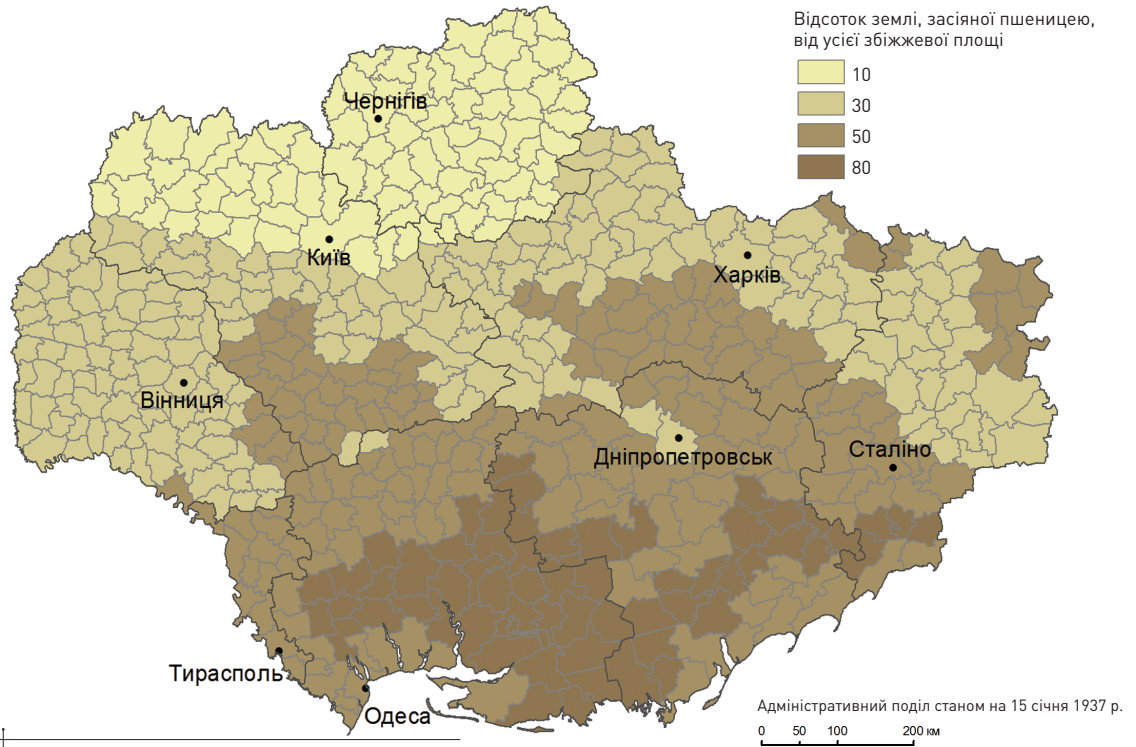 Відсоток землі, засіяної пшеницею,
від усієї збіжжевої площі
10
30
50
80
Чернігів
Київ
Харків
Вінниця
Дніпропетровськ
Сталіно
Тирасполь
Одеса
Адміністративний поділ станом на 15 січня 1937 р.
0 50 100 200 км